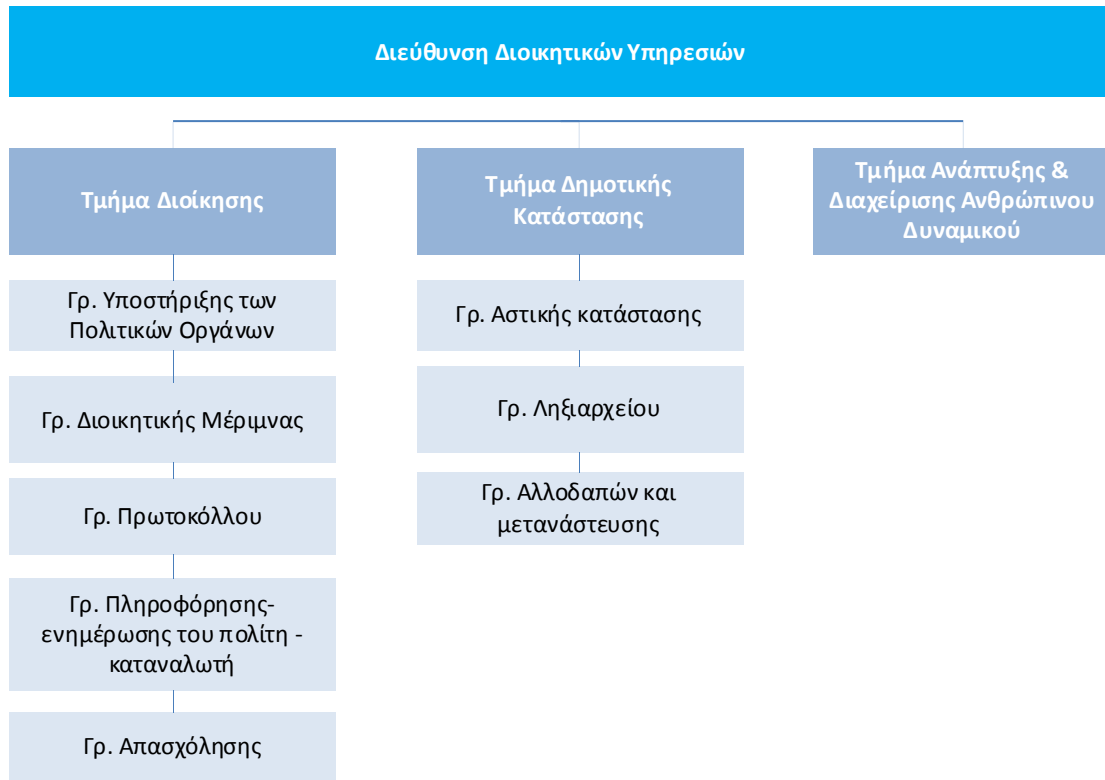 Διεύθυνση Διοικητικών Υπηρεσιών
Τμήμα Διοίκησης
Γρ. Υποστήριξης των
Πολιτικών Οργάνων
Γρ. Διοικητικής Μέριμνας
Γρ. Πρωτοκόλλου
Γρ. Πληροφόρησης-
ενημέρωσης του πολίτη -
καταναλωτή
Γρ. Απασχόλησης
Τμήμα Δημοτικής
Κατάστασης
Γρ. Αστικής κατάστασης
Γρ. Ληξιαρχείου
Γρ. Αλλοδαπών και
μετανάστευσης
Τμήμα Ανάπτυξης &
Διαχείρισης Ανθρώπινου
Δυναμικού